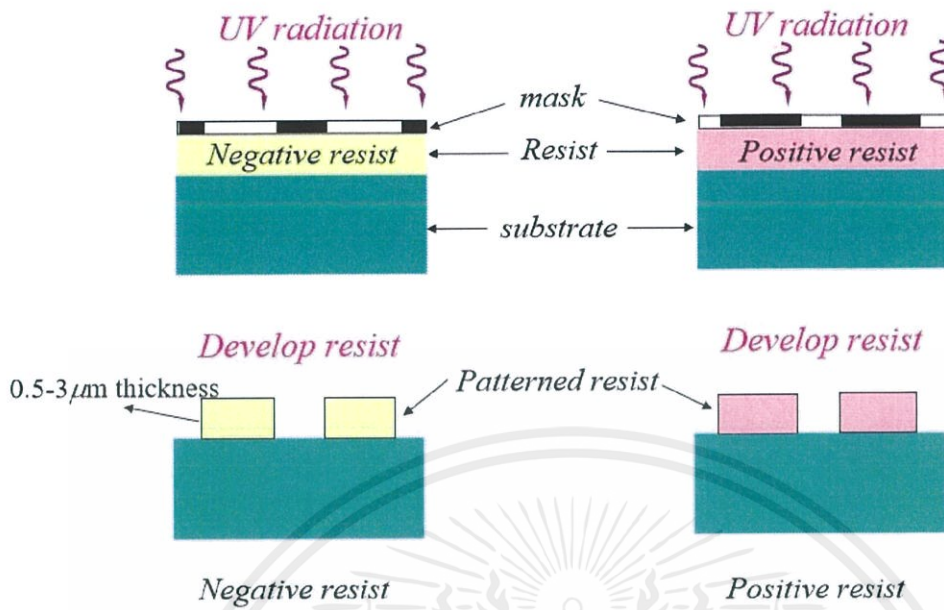 UV radiation
UV radiation
mask
Negative resist
Resist
Positive resist
substrate
Develop resist
Develop resist
0.5-3μm thickness
Patterned resist
Negative resist
Positive resist